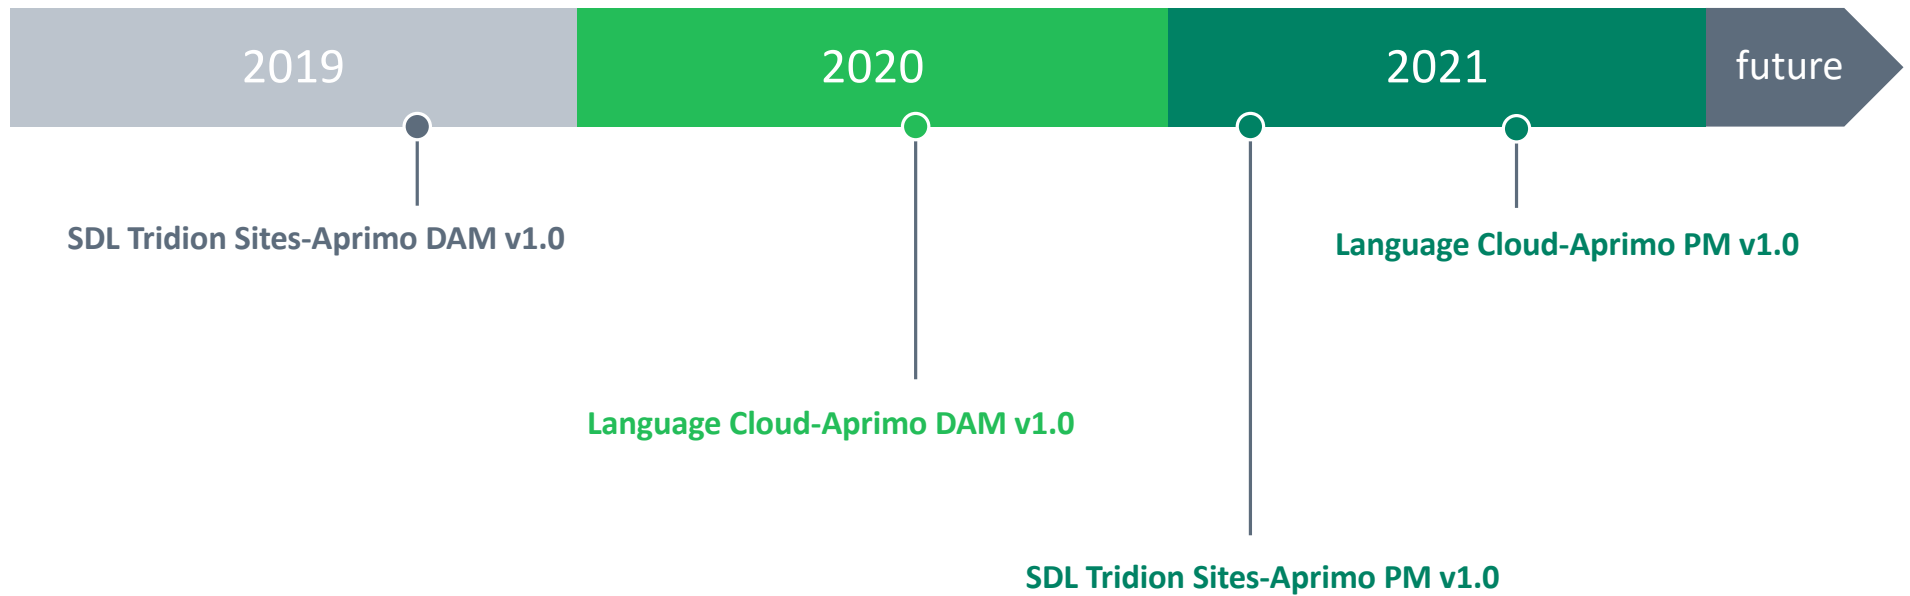 2019
2020
2021
future
SDL Tridion Sites-Aprimo DAM v1.0
Language Cloud-Aprimo PM v1.0
Language Cloud-Aprimo DAM v1.0
SDL Tridion Sites-Aprimo PM v1.0